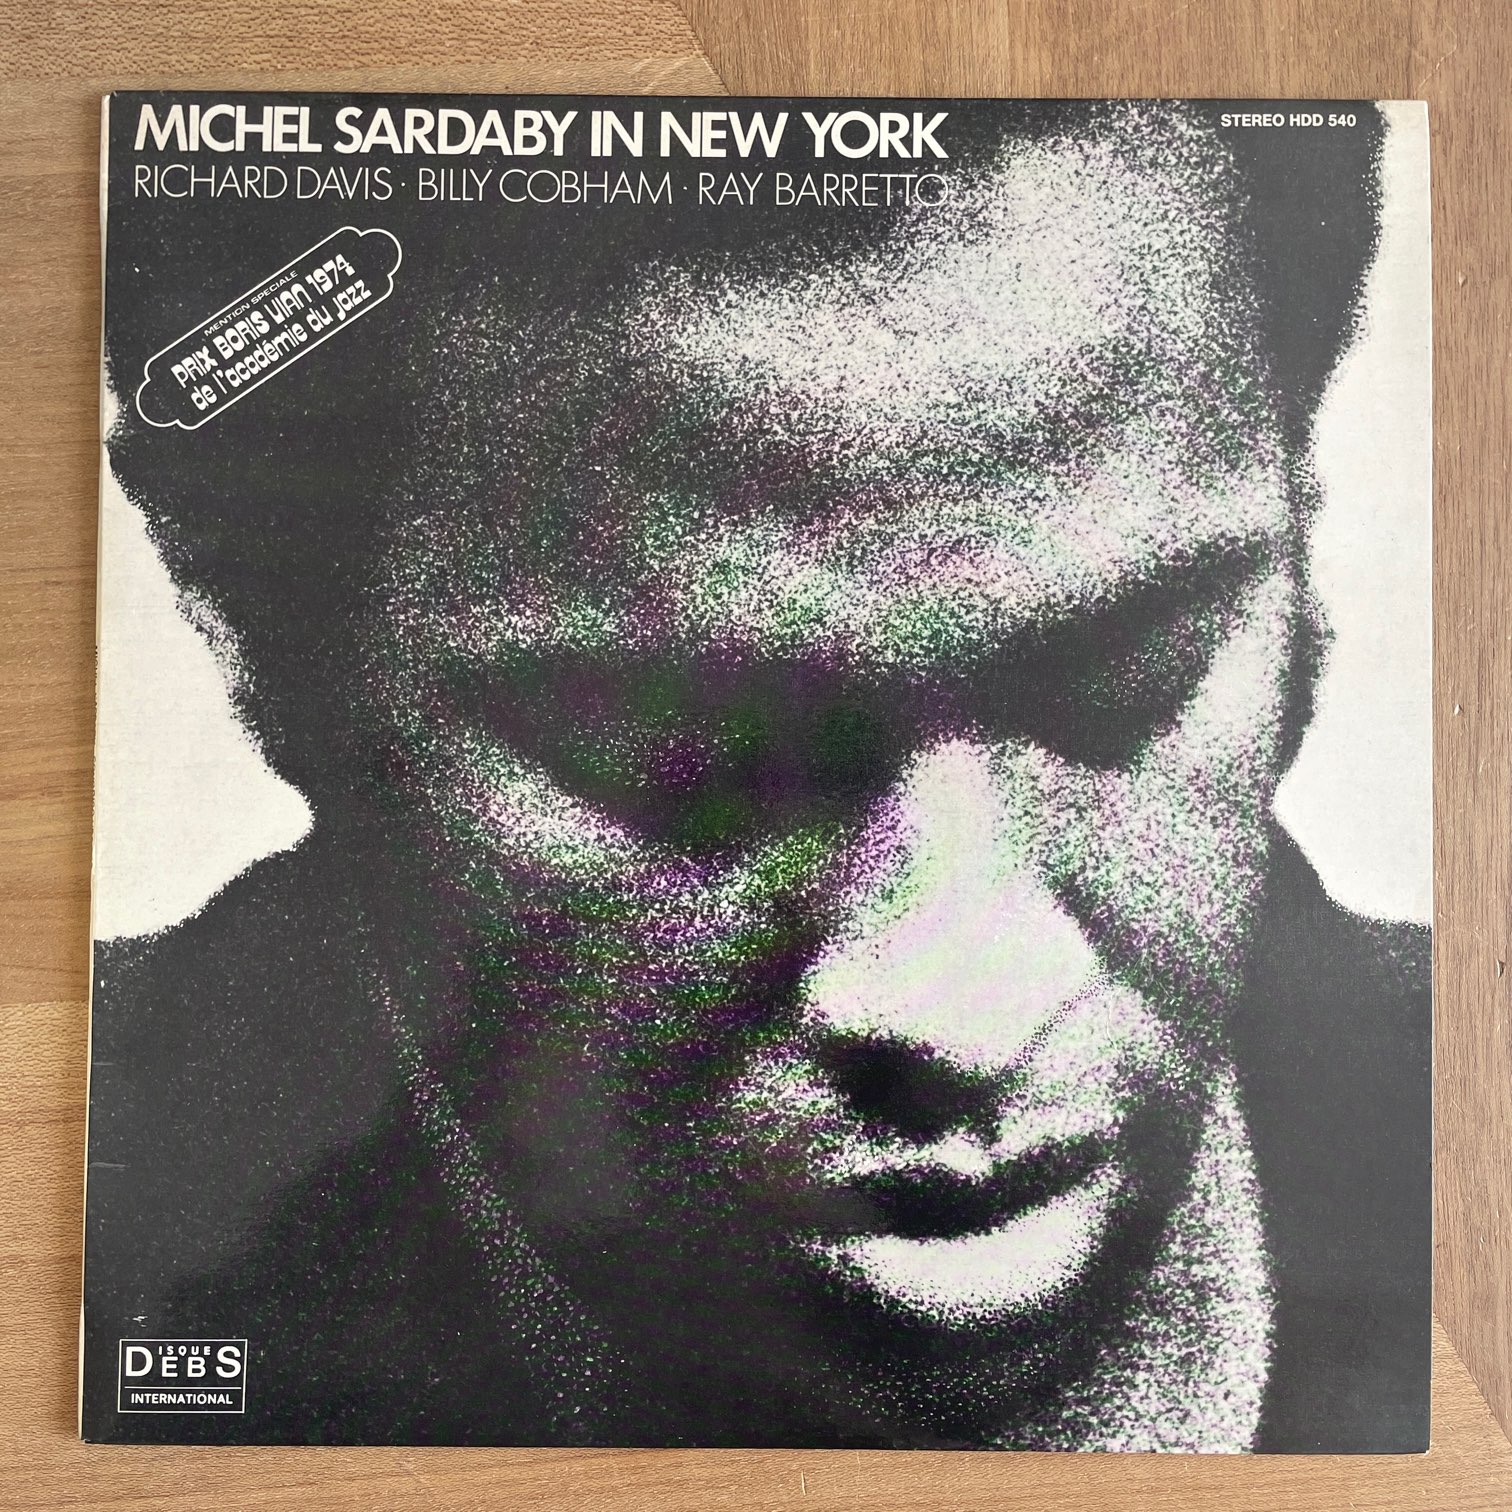 MICHEL SARDABY IN NEW YORK
STEREO HDD 540
RICHARD DAVIS · BILLY COBHAM · RAY BARRETTO
MENTION SPECIALE
PRIX BORIS VIAN 1974
de l'académie du jazz
DISQUES DEBS
INTERNATIONAL